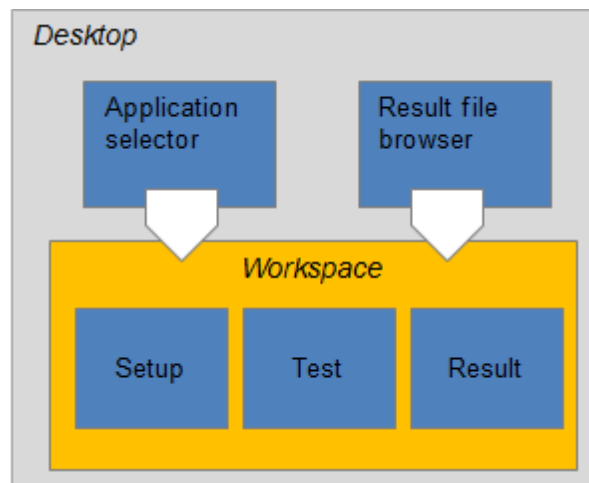 Desktop
Application
selector
Result file
browser
Workspace
Setup
Test
Result